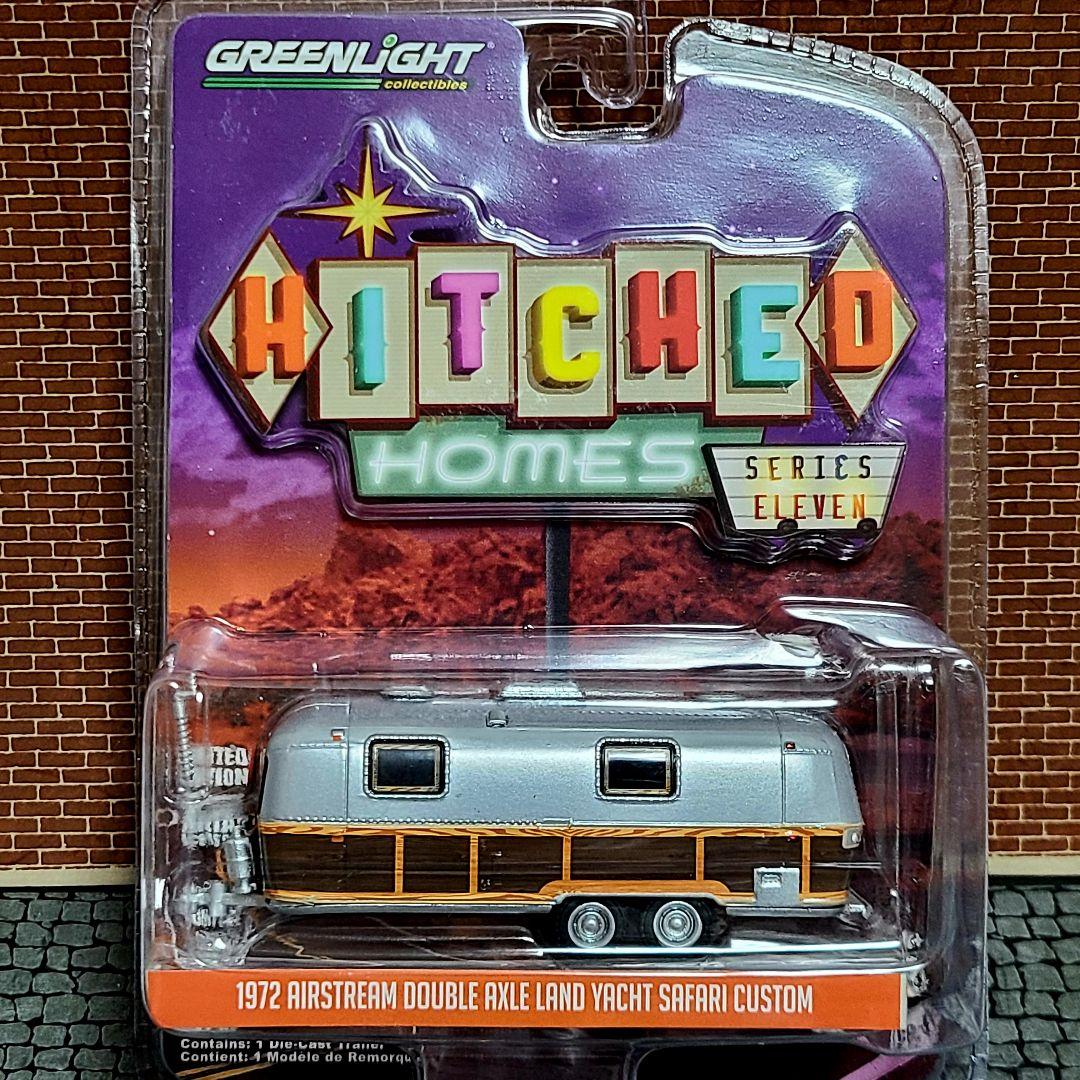 GREENLIGHT
collectibles
HITCHED
HOMES
SERIES
ELEVEN
1972 AIRSTREAM DOUBLE AXLE LAND YACHT SAFARI CUSTOM
Contains: 1 Die-Cast Trailer
Contient: 1 Modèle de